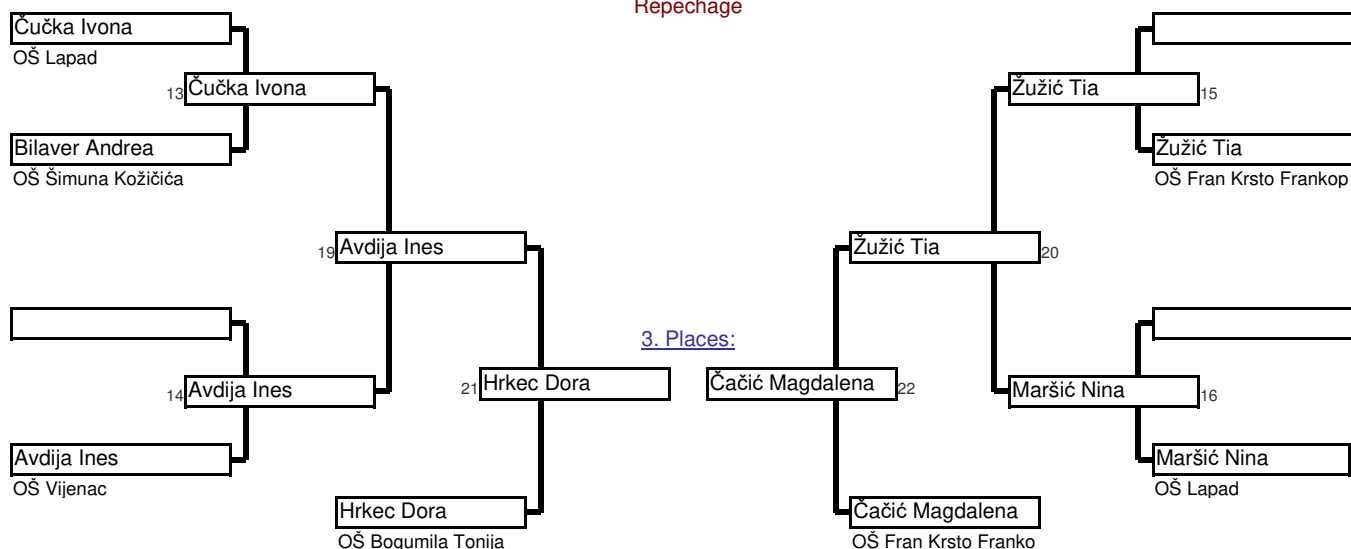 Repechage
Čučka Ivona
OŠ Lapad
13 Čučka Ivona
Bilaver Andrea
OŠ Šimuna Kožičića
19 Avdija Ines
14 Avdija Ines
Avdija Ines
OŠ Vijenac
21 Hrkec Dora
Hrkec Dora
OŠ Bogumila Tonija
3. Places:
Žužić Tia 15
Žužić Tia
OŠ Fran Krsto Frankop
Žužić Tia 20
Čačić Magdalena 22
Maršić Nina 16
Maršić Nina
OŠ Lapad
Čačić Magdalena
OŠ Fran Krsto Franko